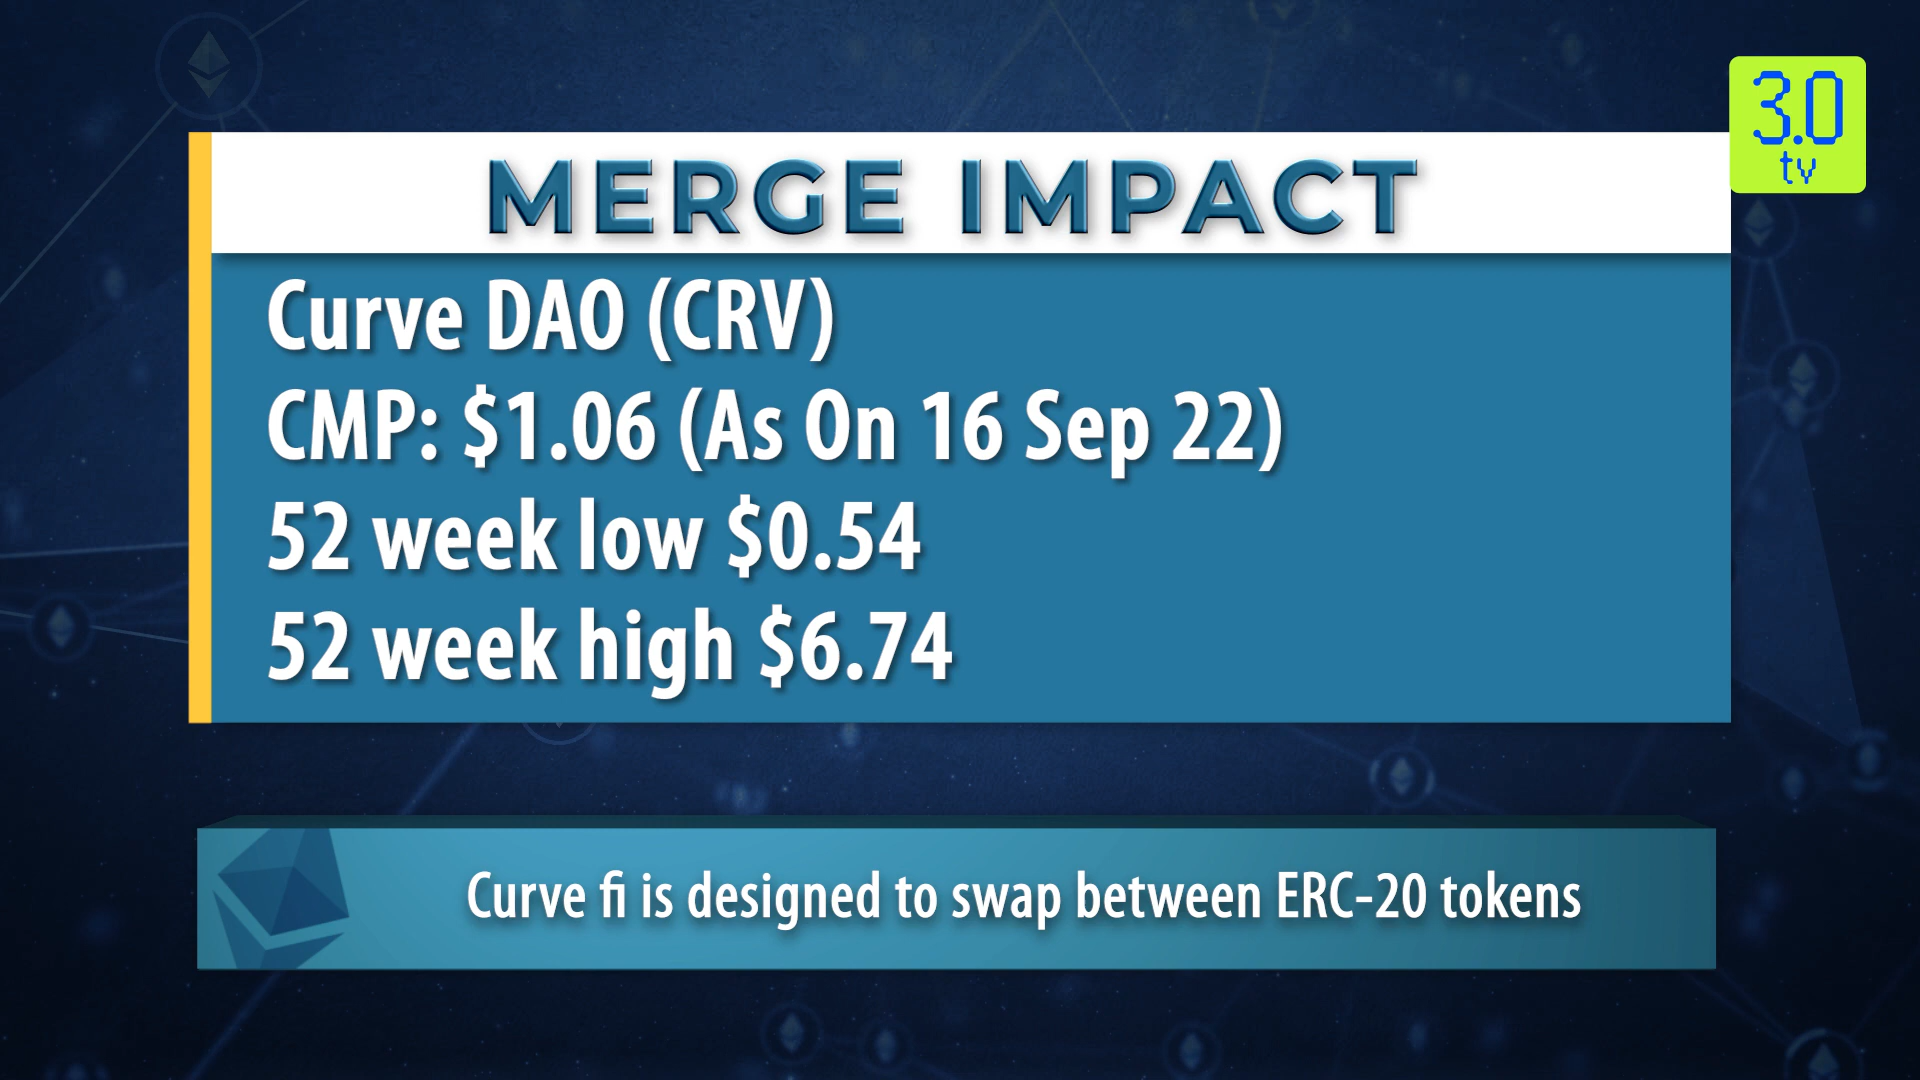 3.0
tv
MERGE IMPACT
Curve DAO (CRV)
CMP: $1.06 (As On 16 Sep 22)
52 week low $0.54
52 week high $6.74
Curve fi is designed to swap between ERC-20 tokens